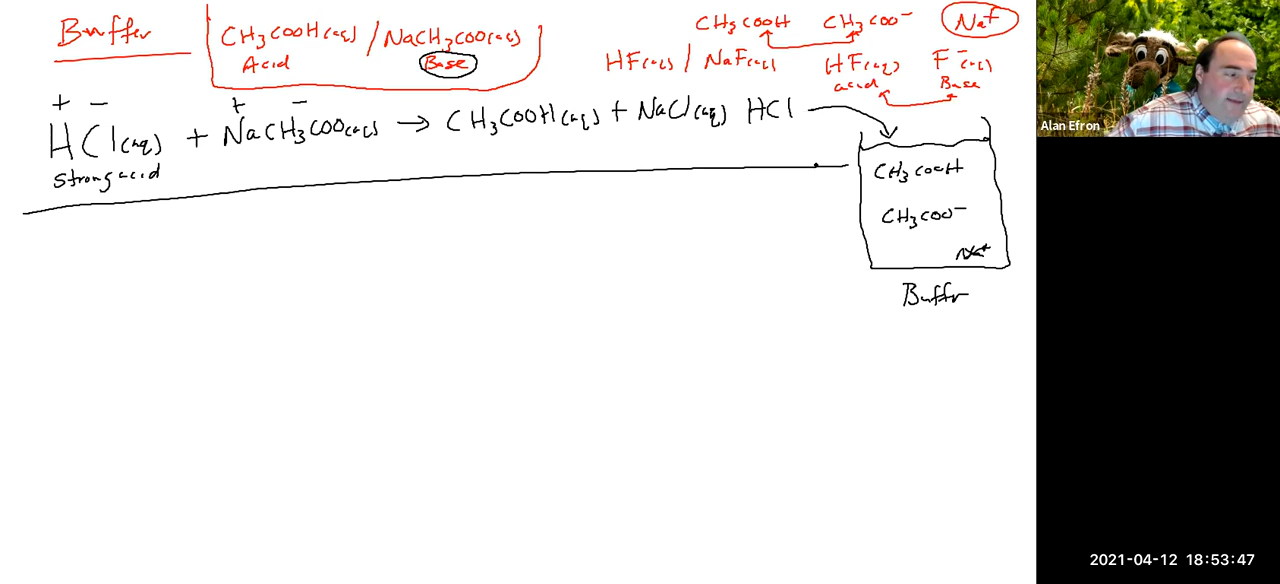 Buffer
CH3COOH(aq) / NaCH3COO(aq)
Acid Base
CH3COOH CH3COO⁻ Na⁺
HF(aq) / NaF(aq) HF(aq) F⁻(aq)
acid Base
+ − + −
HCl(aq) + NaCH3COO(aq) → CH3COOH(aq) + NaCl(aq) HCl
Strong acid
CH3COOH
CH3COO⁻
Na⁺
Buffer
Alan Efron
2021-04-12 18:53:47